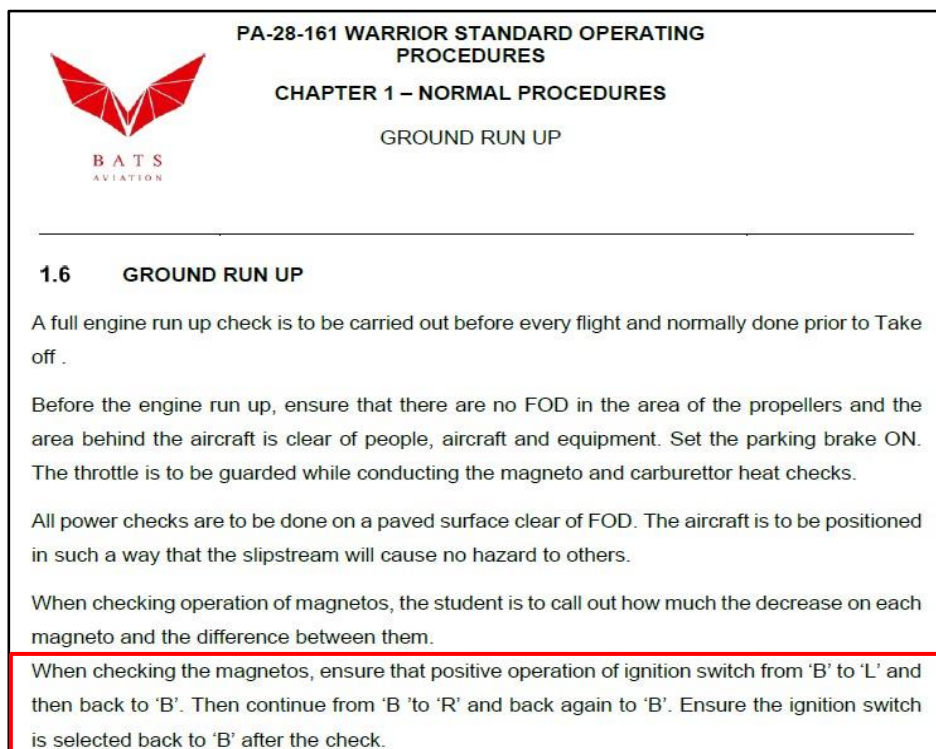 PA-28-161 WARRIOR STANDARD OPERATING
PROCEDURES
CHAPTER 1 – NORMAL PROCEDURES
GROUND RUN UP
BATS
AVIATION
1.6 GROUND RUN UP
A full engine run up check is to be carried out before every flight and normally done prior to Take
off .
Before the engine run up, ensure that there are no FOD in the area of the propellers and the
area behind the aircraft is clear of people, aircraft and equipment. Set the parking brake ON.
The throttle is to be guarded while conducting the magneto and carburettor heat checks.
All power checks are to be done on a paved surface clear of FOD. The aircraft is to be positioned
in such a way that the slipstream will cause no hazard to others.
When checking operation of magnetos, the student is to call out how much the decrease on each
magneto and the difference between them.
When checking the magnetos, ensure that positive operation of ignition switch from ‘B’ to ‘L’ and
then back to ‘B’. Then continue from ‘B ’to ‘R’ and back again to ‘B’. Ensure the ignition switch
is selected back to ‘B’ after the check.